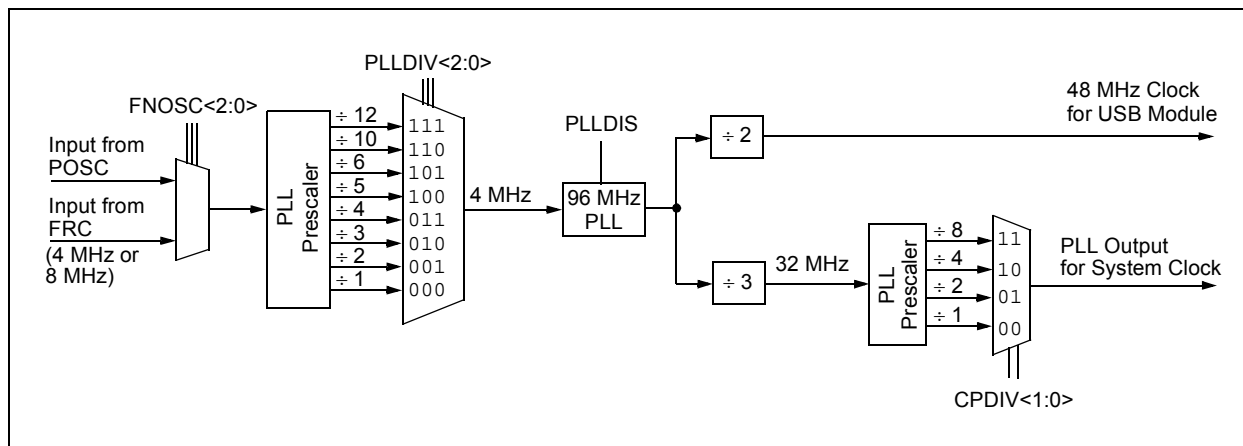 PLLDIV<2:0>
FNOSC<2:0>
Input from
POSC
Input from
FRC
(4 MHz or
8 MHz)
PLL
Prescaler
÷ 12
÷ 10
÷ 6
÷ 5
÷ 4
÷ 3
÷ 2
÷ 1
111
110
101
100
011
010
001
000
4 MHz
PLLDIS
96 MHz
PLL
÷ 2
48 MHz Clock
for USB Module
÷ 3
32 MHz
PLL
Prescaler
÷ 8
÷ 4
÷ 2
÷ 1
11
10
01
00
PLL Output
for System Clock
CPDIV<1:0>